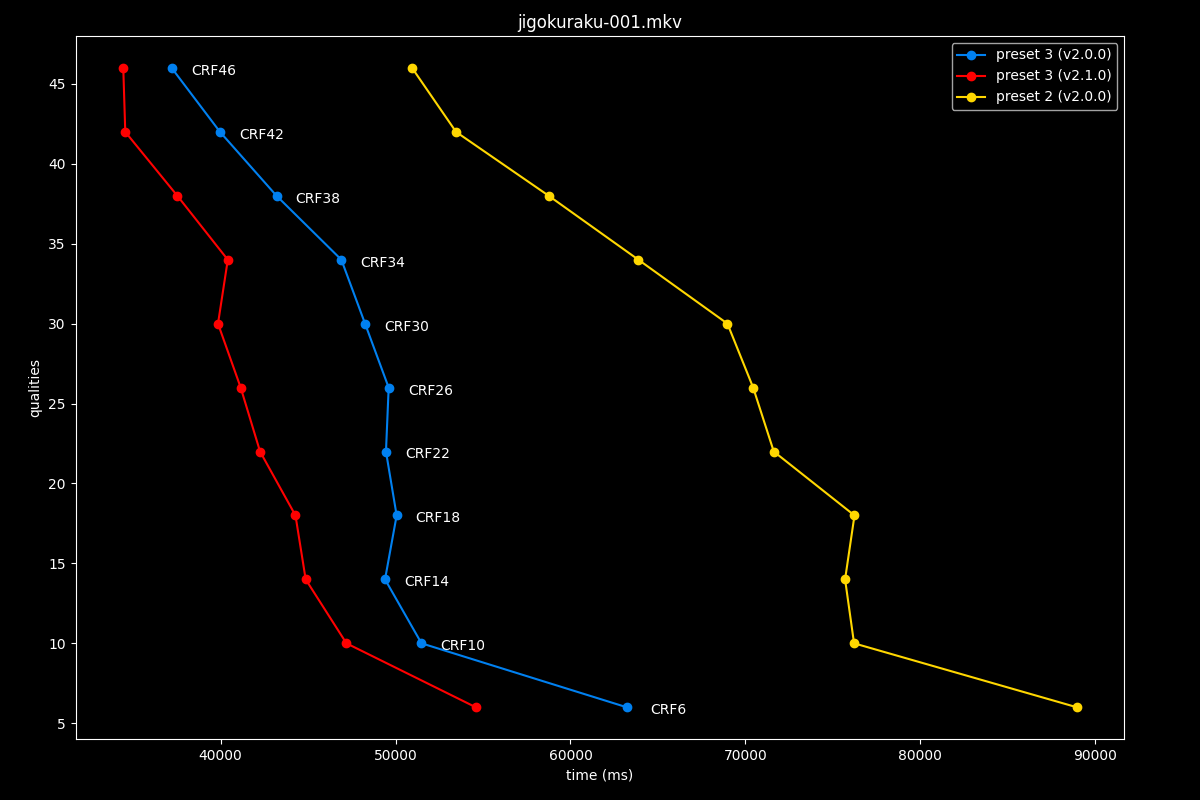 jigokuraku-001.mkv
preset 3 (v2.0.0)
preset 3 (v2.1.0)
preset 2 (v2.0.0)
CRF46
CRF42
CRF38
CRF34
CRF30
CRF26
CRF22
CRF18
CRF14
CRF10
CRF6
45
40
35
30
25
20
15
10
5
qualities
40000
50000
60000
70000
80000
90000
time (ms)